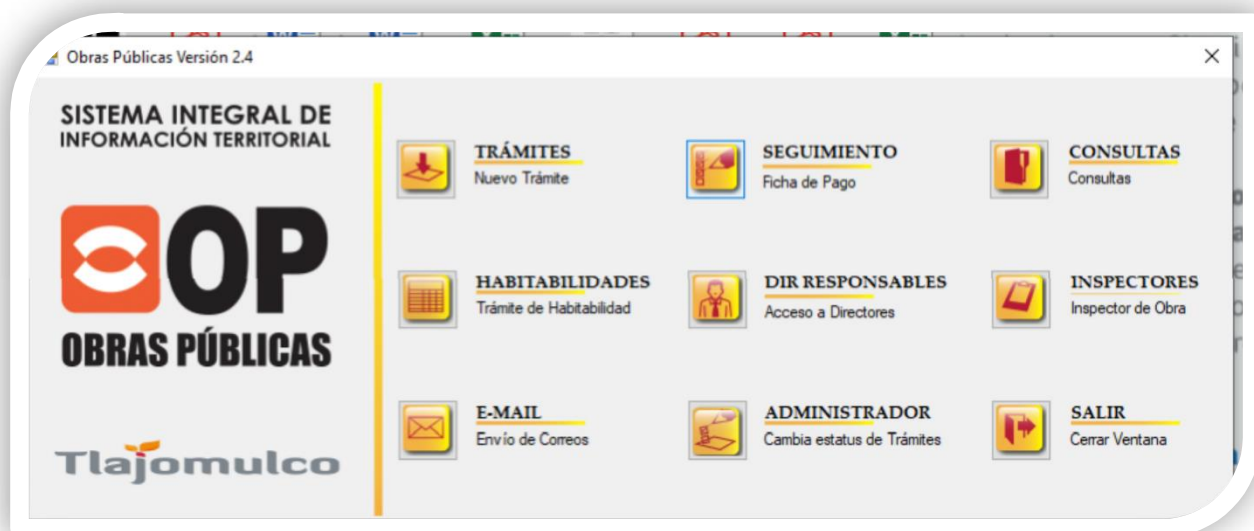 Obras Públicas Versión 2.4
SISTEMA INTEGRAL DE
INFORMACIÓN TERRITORIAL
OP
OBRAS PÚBLICAS
Tlajomulco
TRÁMITES
Nuevo Trámite
SEGUIMIENTO
Ficha de Pago
CONSULTAS
Consultas
HABITABILIDADES
Trámite de Habitabilidad
DIR RESPONSABLES
Acceso a Directores
INSPECTORES
Inspector de Obra
E-MAIL
Envío de Correos
ADMINISTRADOR
Cambia estatus de Trámites
SALIR
Cerrar Ventana